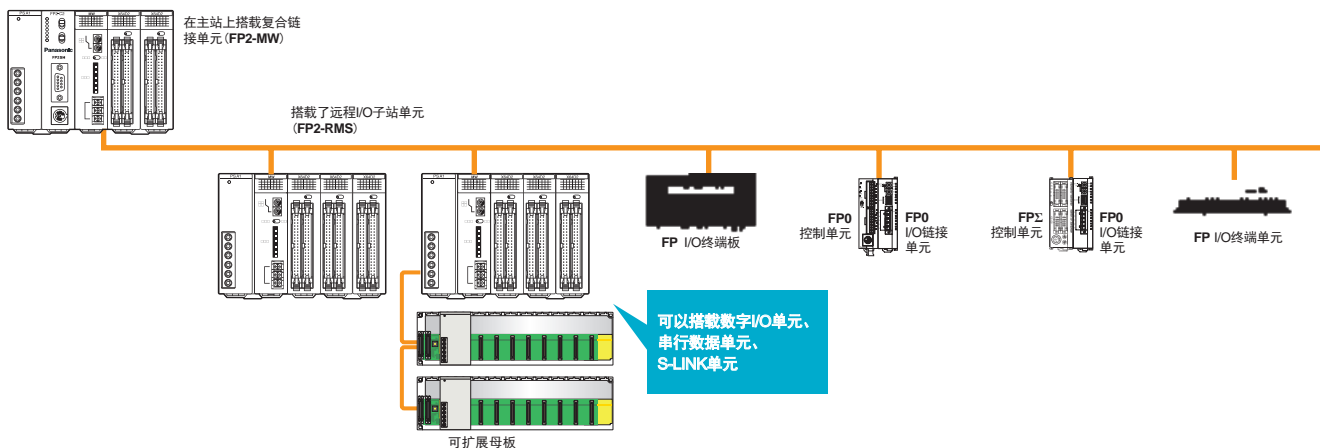 在主站上搭载复合链
接单元(FP2-MW)
Panasonic
搭载了远程I/O子站单元
(FP2-RMS)
FP I/O终端板
FP0
控制单元
FP0
I/O链接
单元
FPΣ
控制单元
FP0
I/O链接
单元
FP I/O终端单元
可以搭载数字I/O单元、
串行数据单元、
S-LINK单元
可扩展母板